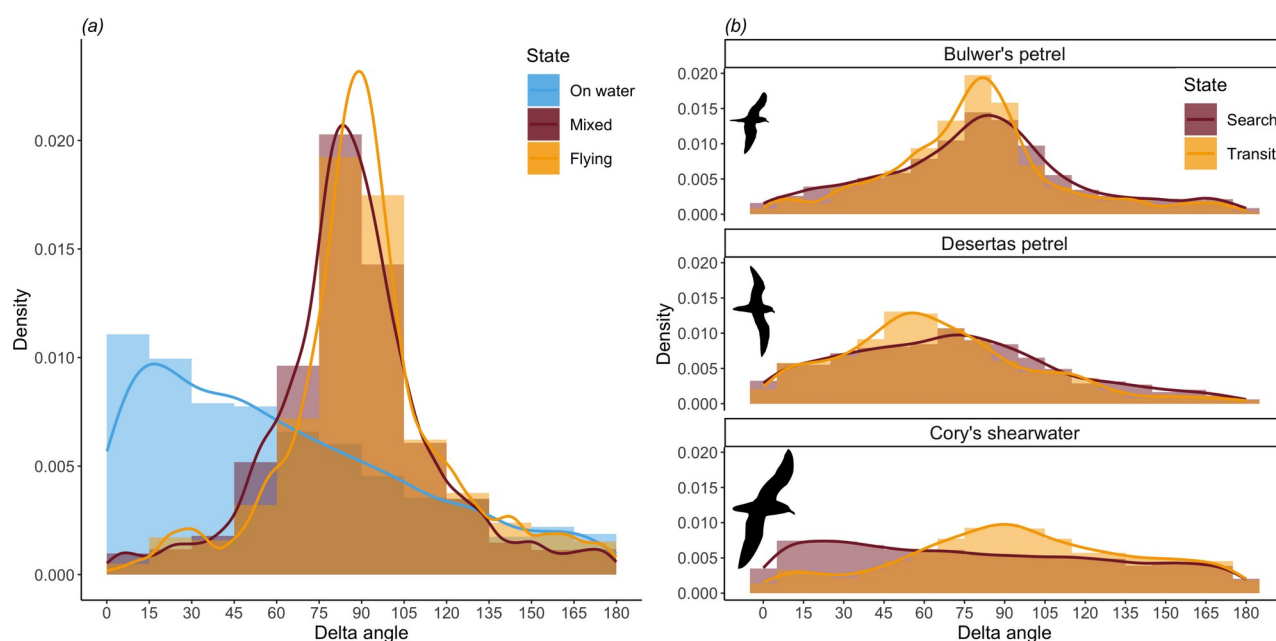 (a)
State
On water
Mixed
Flying
0.020
0.015
0.010
0.005
0.000
Density
0 15 30 45 60 75 90 105 120 135 150 165 180
Delta angle
(b)
Bulwer's petrel
State
Search
Transit
0.020
0.015
0.010
0.005
0.000
Desertas petrel
0.020
0.015
0.010
0.005
0.000
Density
Cory's shearwater
0.020
0.015
0.010
0.005
0.000
0 15 30 45 60 75 90 105 120 135 150 165 180
Delta angle